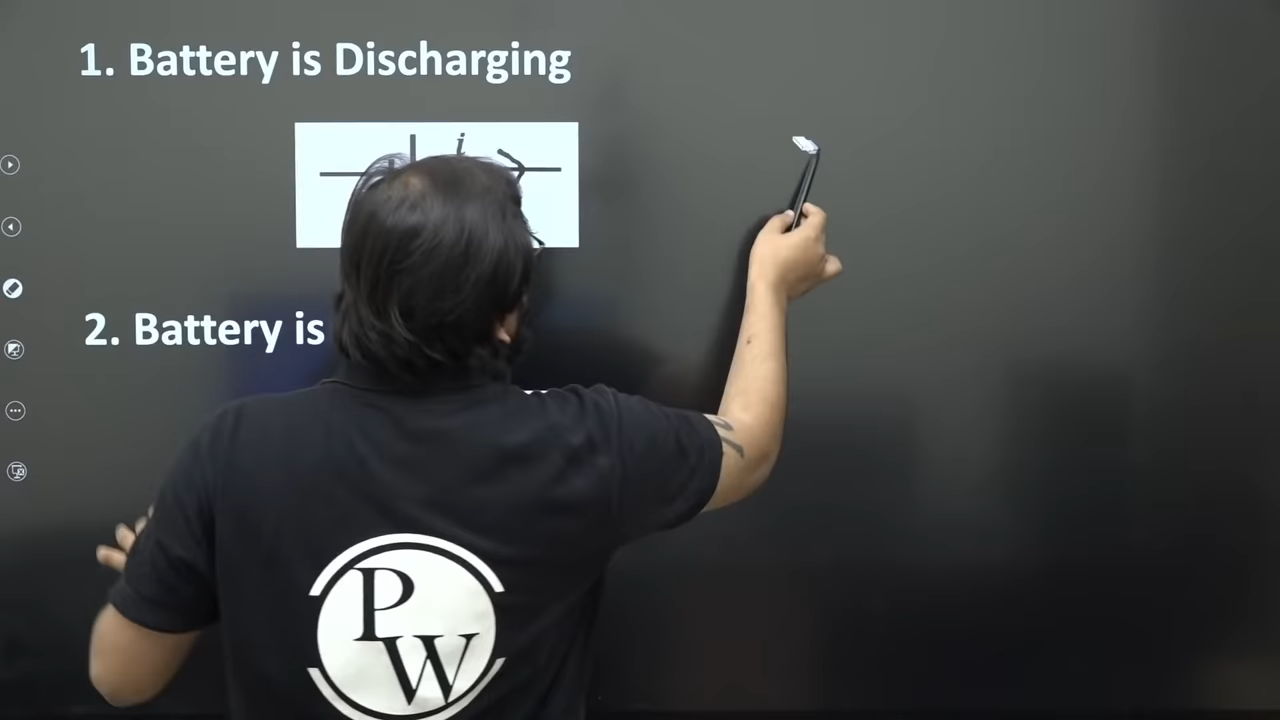 1. Battery is Discharging
i
2. Battery is
P
W